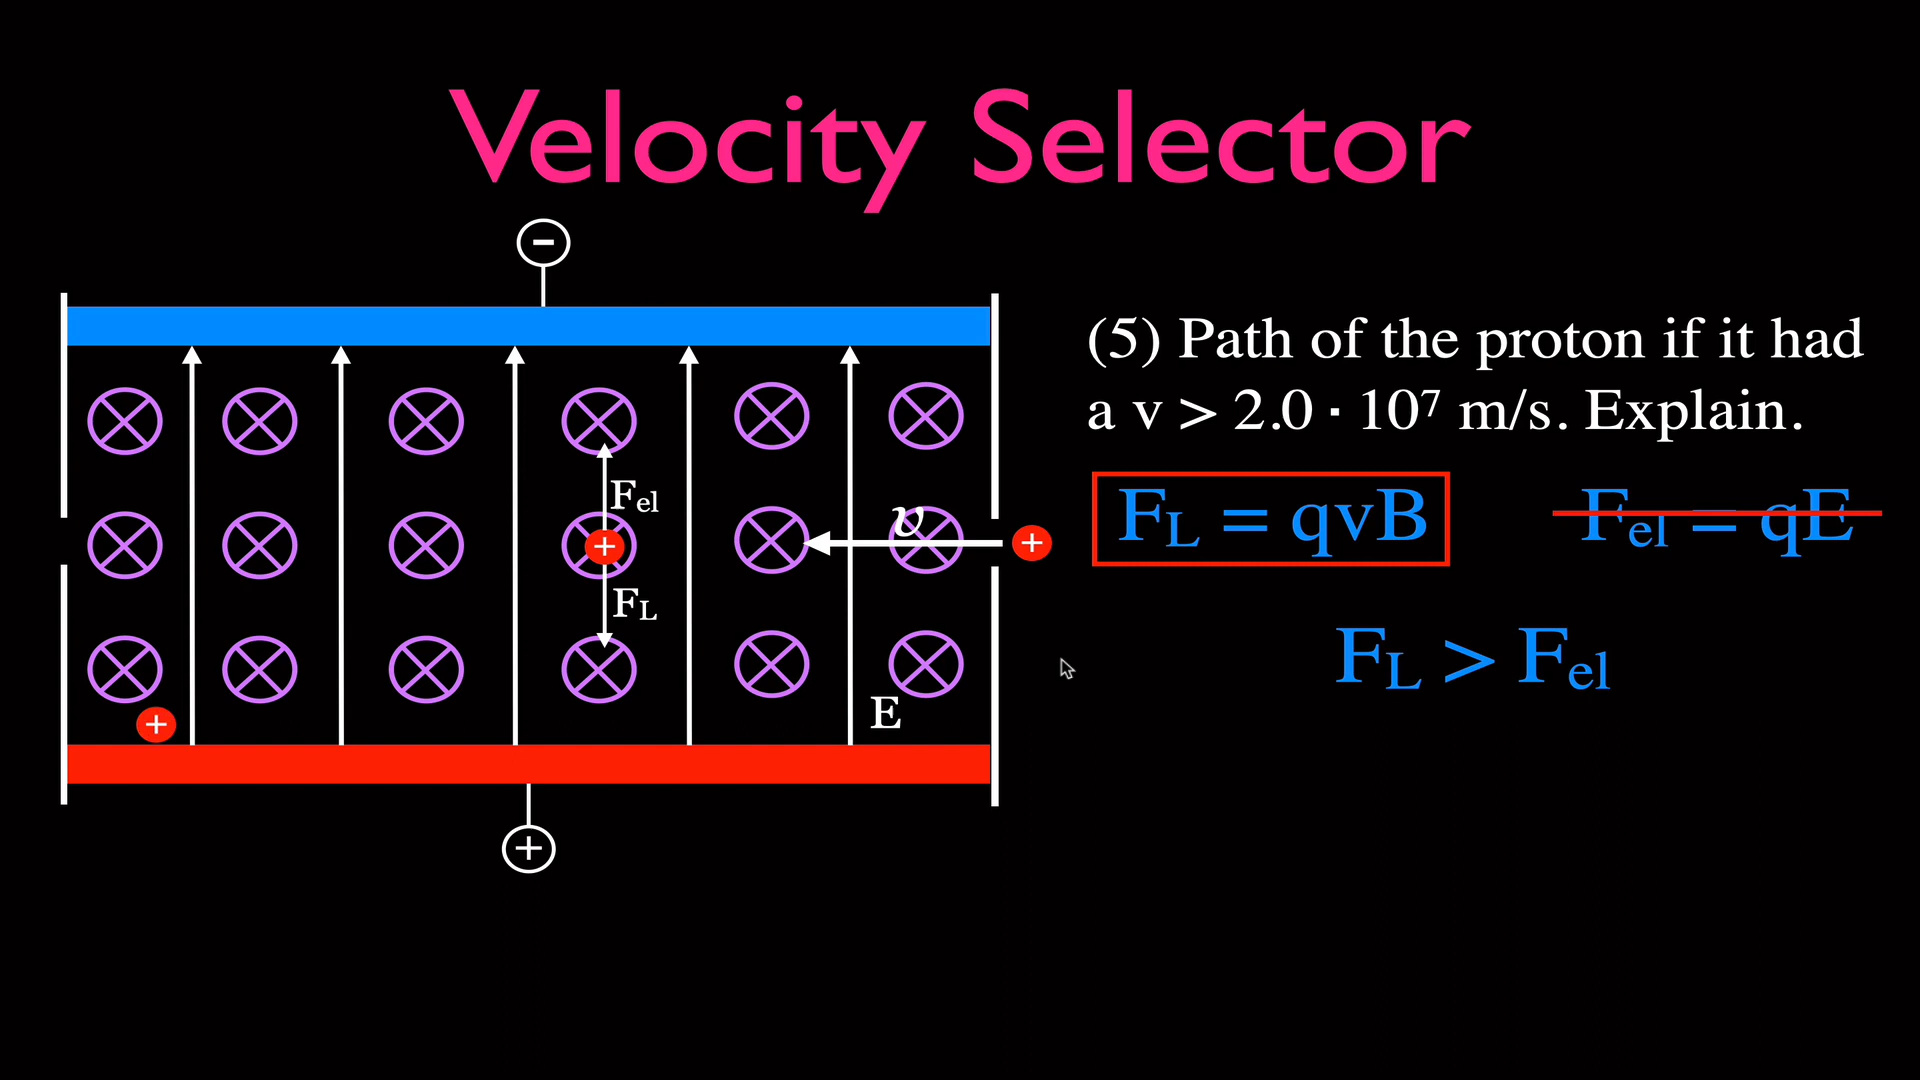 Velocity Selector
−
(5) Path of the proton if it had
a v > 2.0 · 10⁷ m/s. Explain.
F_el
v
+
+
F_L = qvB
F_el = qE
F_L
F_L > F_el
E
+
+